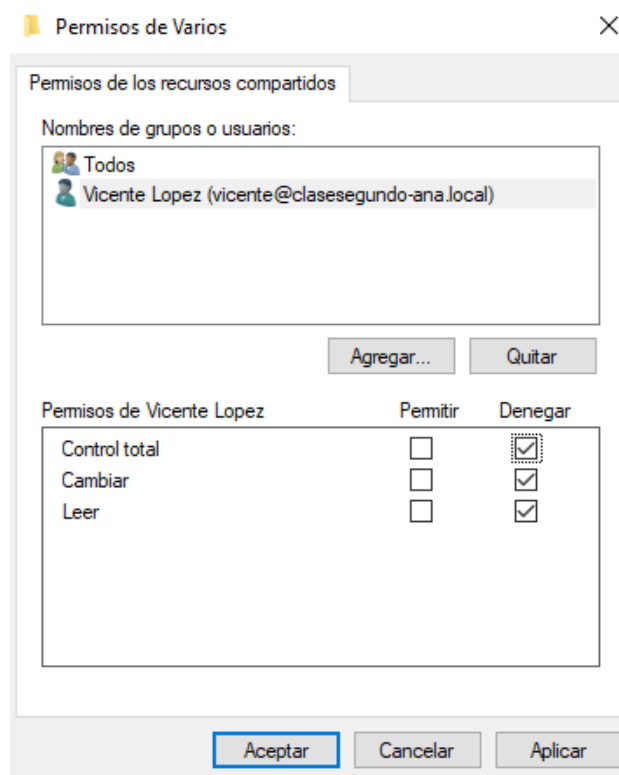 Permisos de Varios
Permisos de los recursos compartidos
Nombres de grupos o usuarios:
Todos
Vicente Lopez (vicente@clasesegundo-ana.local)
Agregar... Quitar
Permisos de Vicente Lopez Permitir Denegar
Control total
Cambiar
Leer
Aceptar Cancelar Aplicar